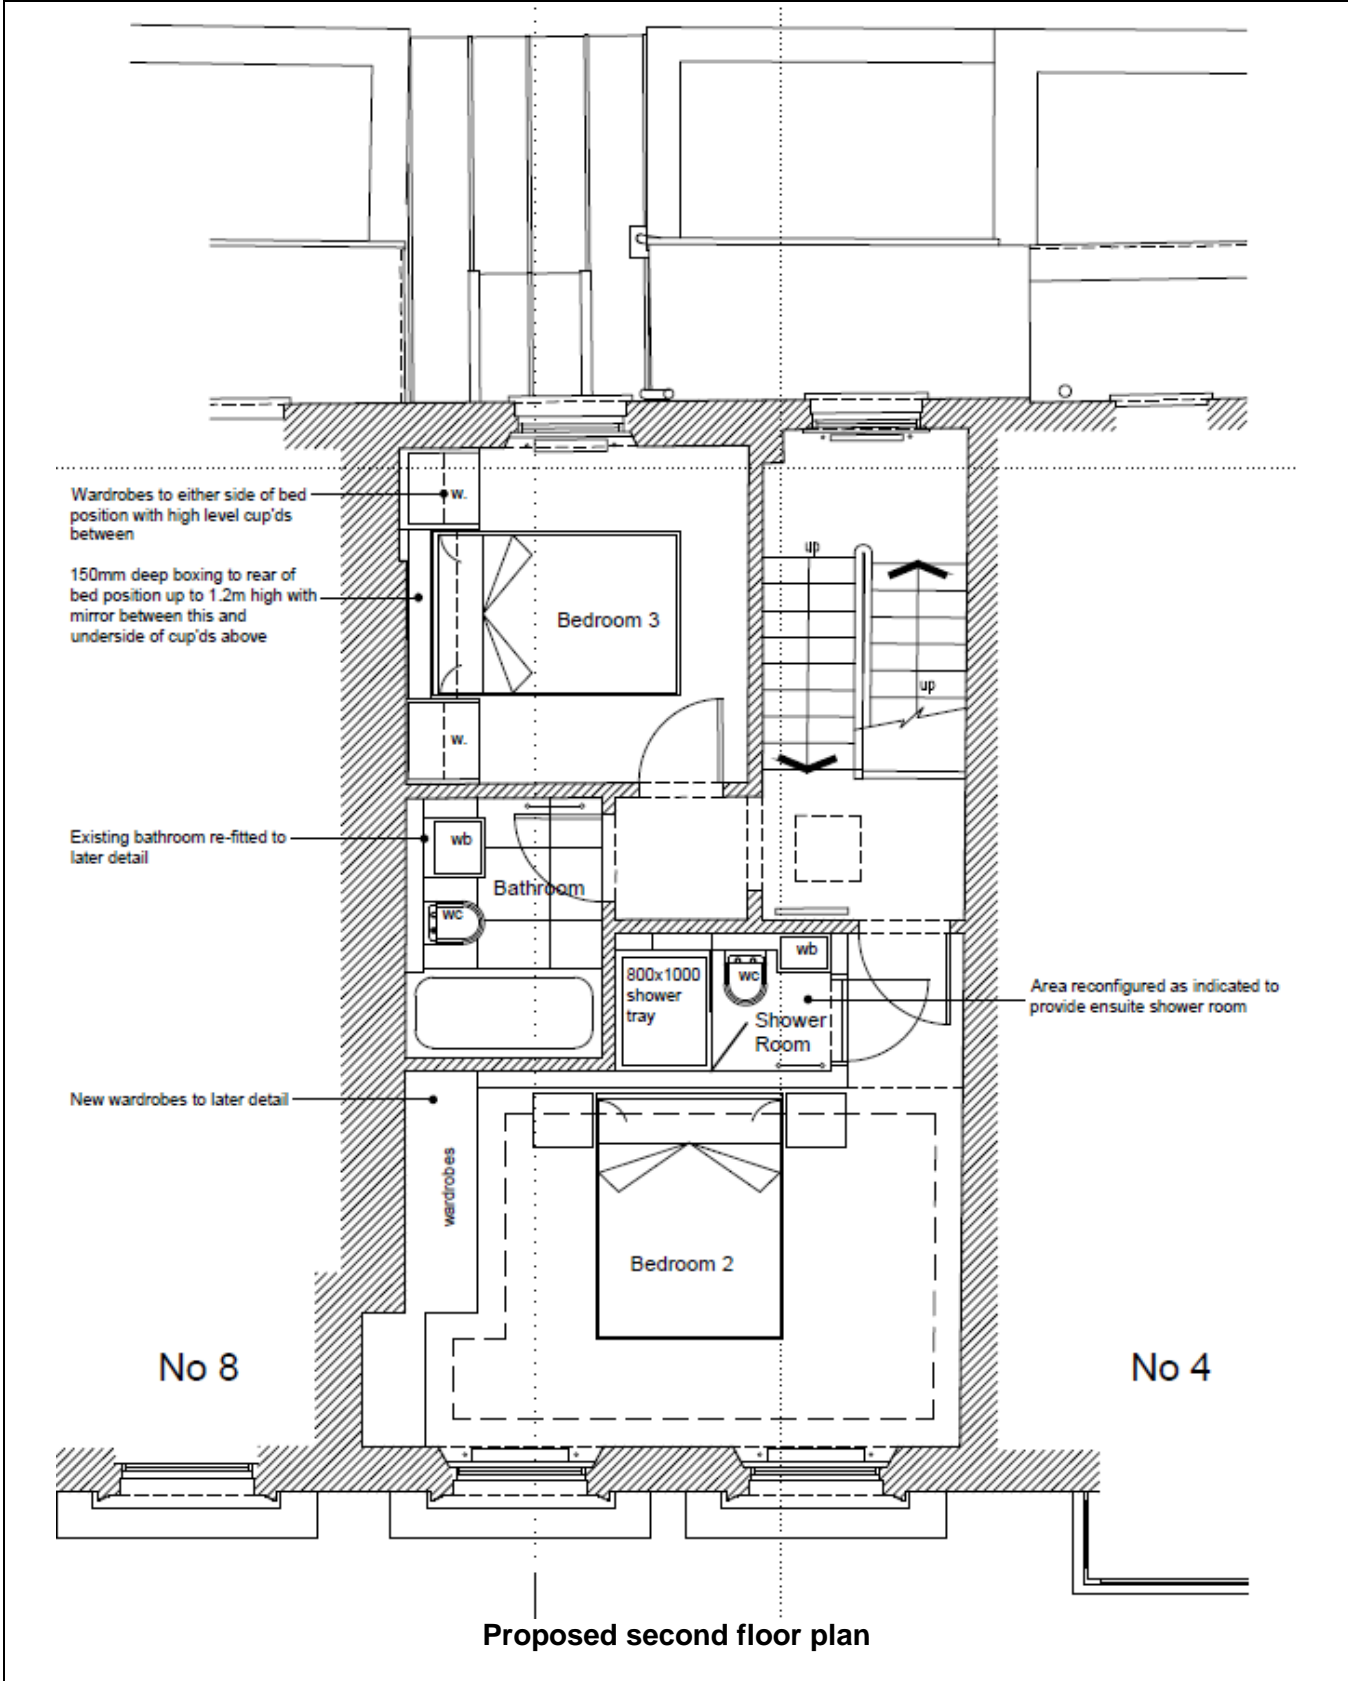 Wardrobes to either side of bed
position with high level cup'ds
between
w.
up
150mm deep boxing to rear of
bed position up to 1.2m high with
mirror between this and
underside of cup'ds above
Bedroom 3
up
w.
Existing bathroom re-fitted to
later detail
wb
Bathroom
wc
wb
800x1000
shower
tray
wc
Shower
Room
Area reconfigured as indicated to
provide ensuite shower room
New wardrobes to later detail
wardrobes
Bedroom 2
No 8
No 4
Proposed second floor plan